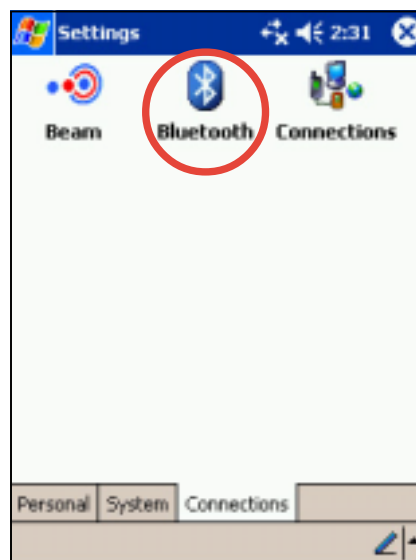 Settings 2:31
Beam Bluetooth Connections
Personal System Connections